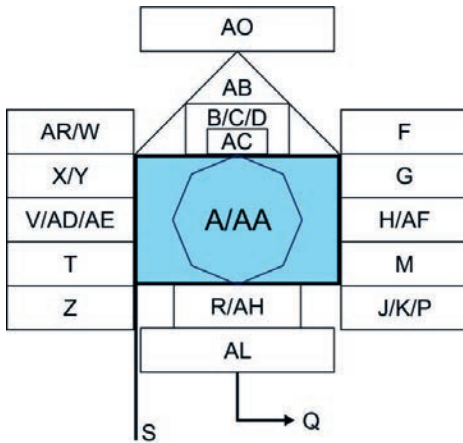 AO
AB
B/C/D
AC
AR/W
F
X/Y
G
V/AD/AE
A/AA
H/AF
T
M
Z
R/AH
J/K/P
AL
Q
S